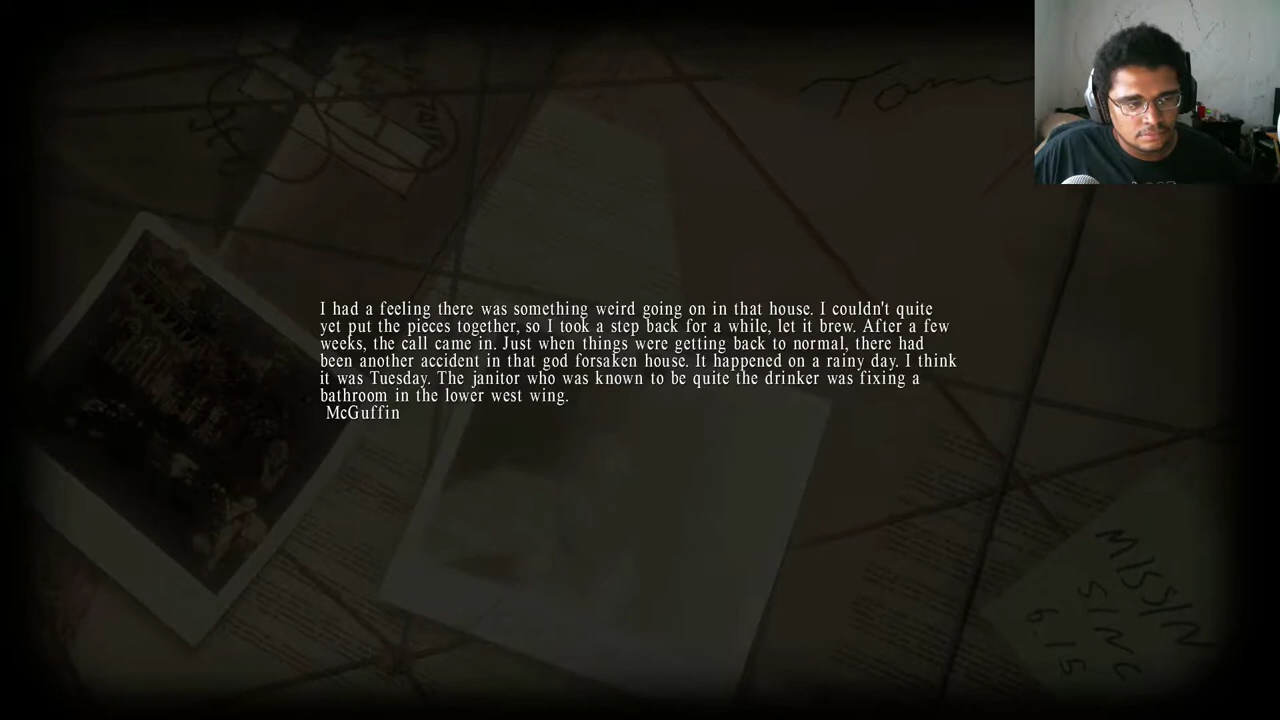 Tom
I had a feeling there was something weird going on in that house. I couldn't quite
yet put the pieces together, so I took a step back for a while, let it brew. After a few
weeks, the call came in. Just when things were getting back to normal, there had
been another accident in that god forsaken house. It happened on a rainy day. I think
it was Tuesday. The janitor who was known to be quite the drinker was fixing a
bathroom in the lower west wing.
McGuffin
MISSIN
SINC
6.15